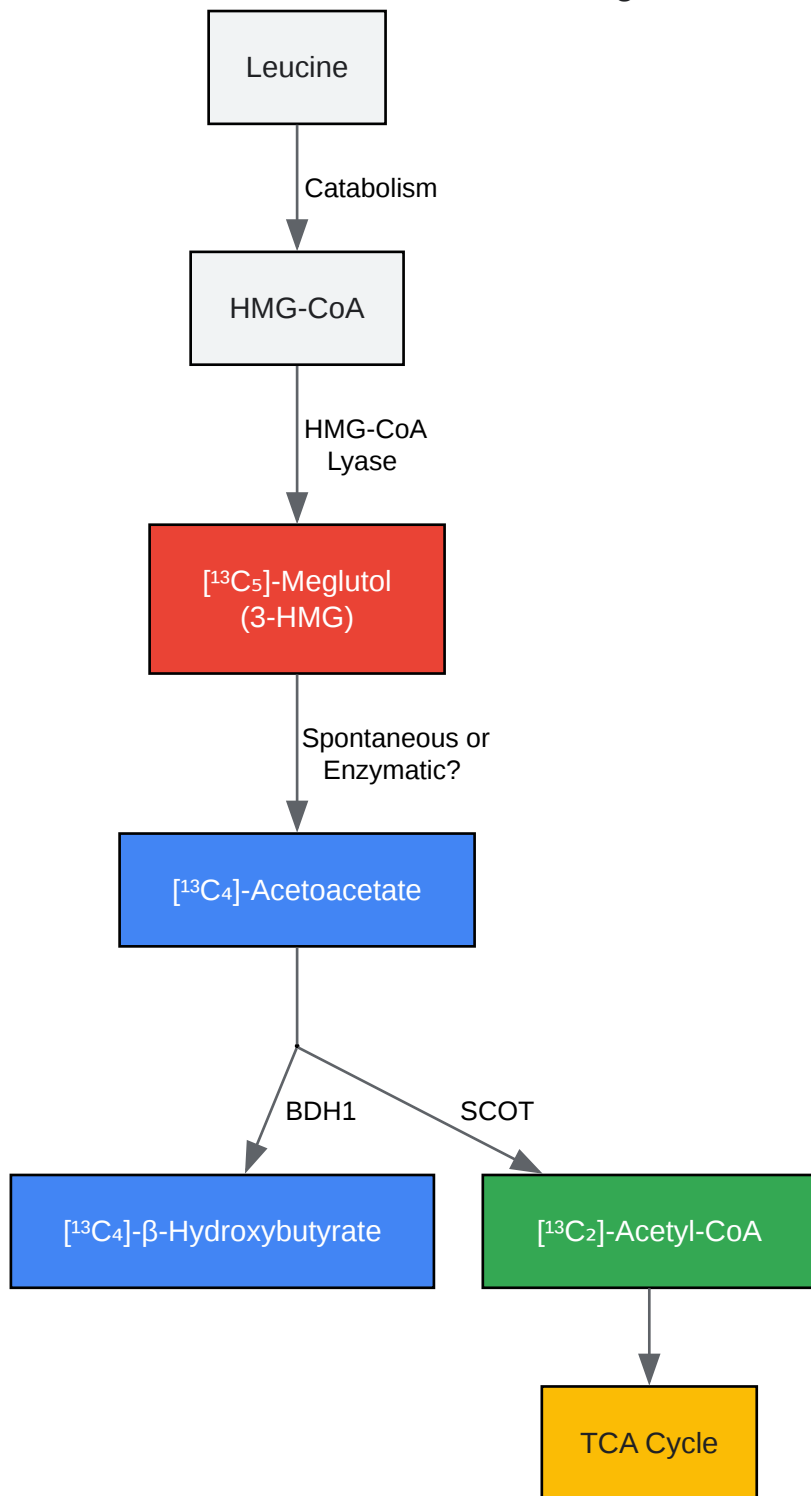 Leucine
Catabolism
HMG-CoA
HMG-CoA
Lyase
[¹³C₅]-Meglutol
(3-HMG)
Spontaneous or
Enzymatic?
[¹³C₄]-Acetoacetate
BDH1
SCOT
[¹³C₄]-β-Hydroxybutyrate
[¹³C₂]-Acetyl-CoA
TCA Cycle